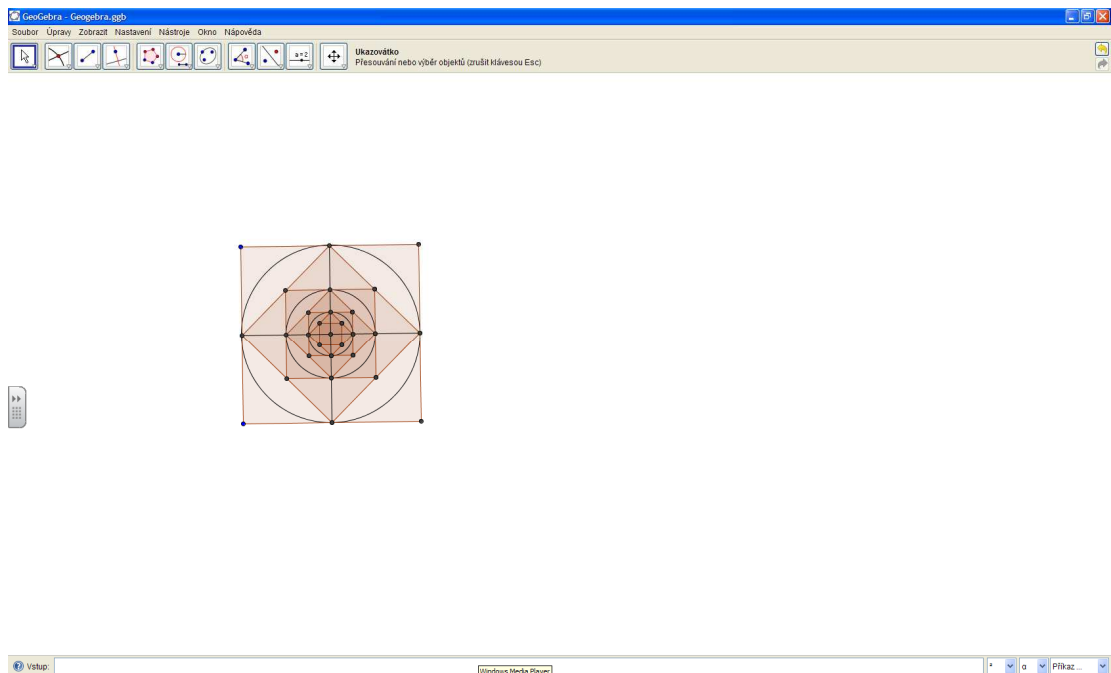 GeoGebra - Geogebra.ggb
Soubor Úpravy Zobrazit Nastavení Nástroje Okno Nápověda
a = 2
Ukazovátko
Přesouvání nebo výběr objektů (zrušit klávesou Esc)
Vstup:
Windows Media Player
α
Příkaz ...